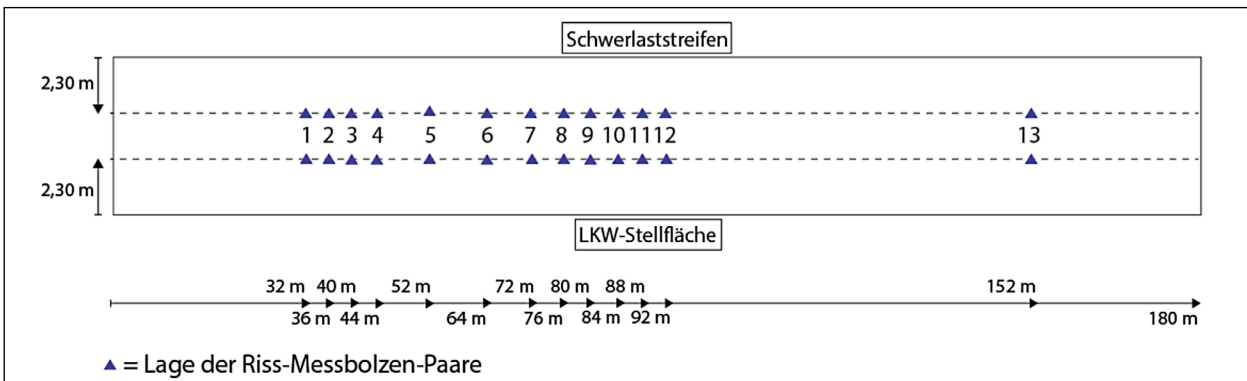 Schwerlaststreifen
2,30 m
1 2 3 4 5 6 7 8 9 10 11 12 13
2,30 m
LKW-Stellfläche
32 m 40 m 52 m 72 m 80 m 88 m 152 m
36 m 44 m 64 m 76 m 84 m 92 m 180 m
= Lage der Riss-Messbolzen-Paare